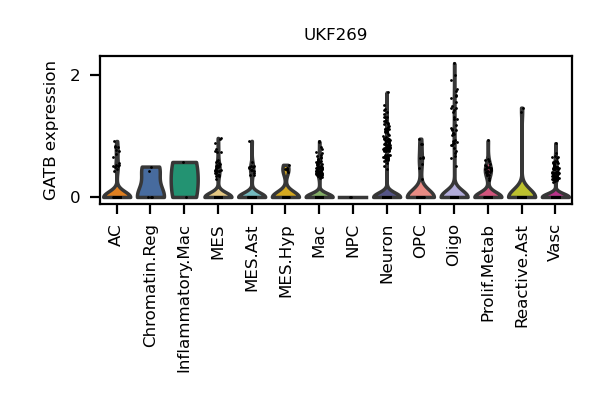 UKF269
GATB expression
2
0
AC
Chromatin.Reg
Inflammatory.Mac
MES
MES.Ast
MES.Hyp
Mac
NPC
Neuron
OPC
Oligo
Prolif.Metab
Reactive.Ast
Vasc